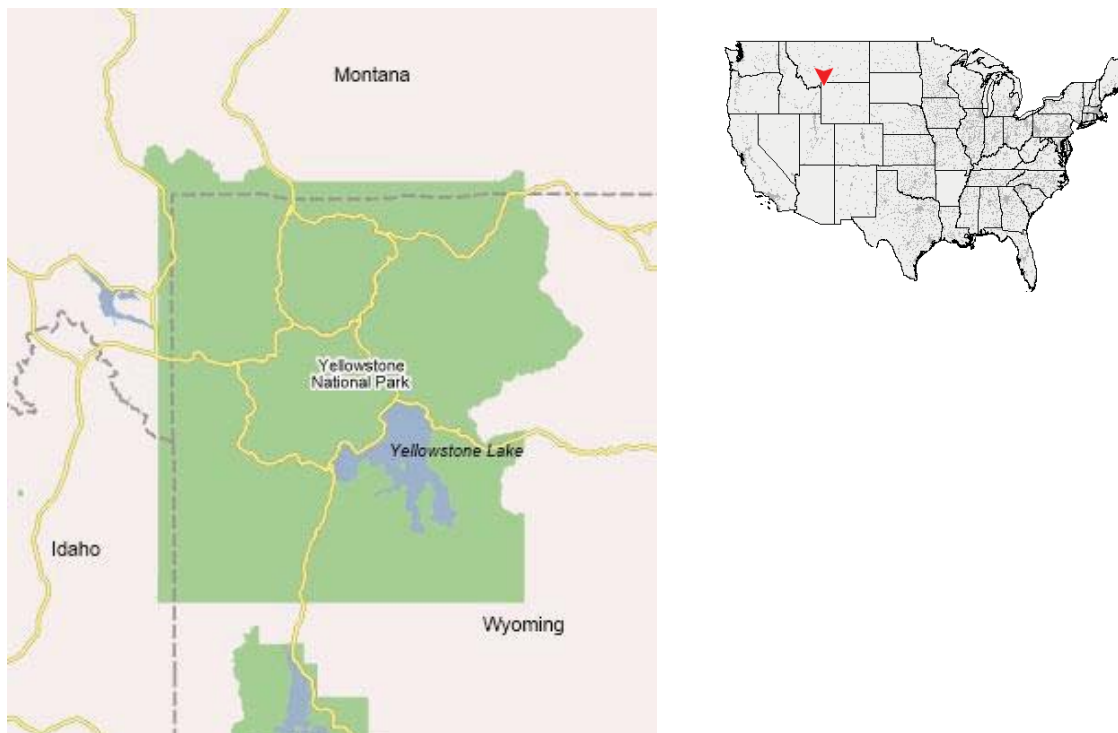 Montana
Yellowstone
National Park
Yellowstone Lake
Idaho
Wyoming